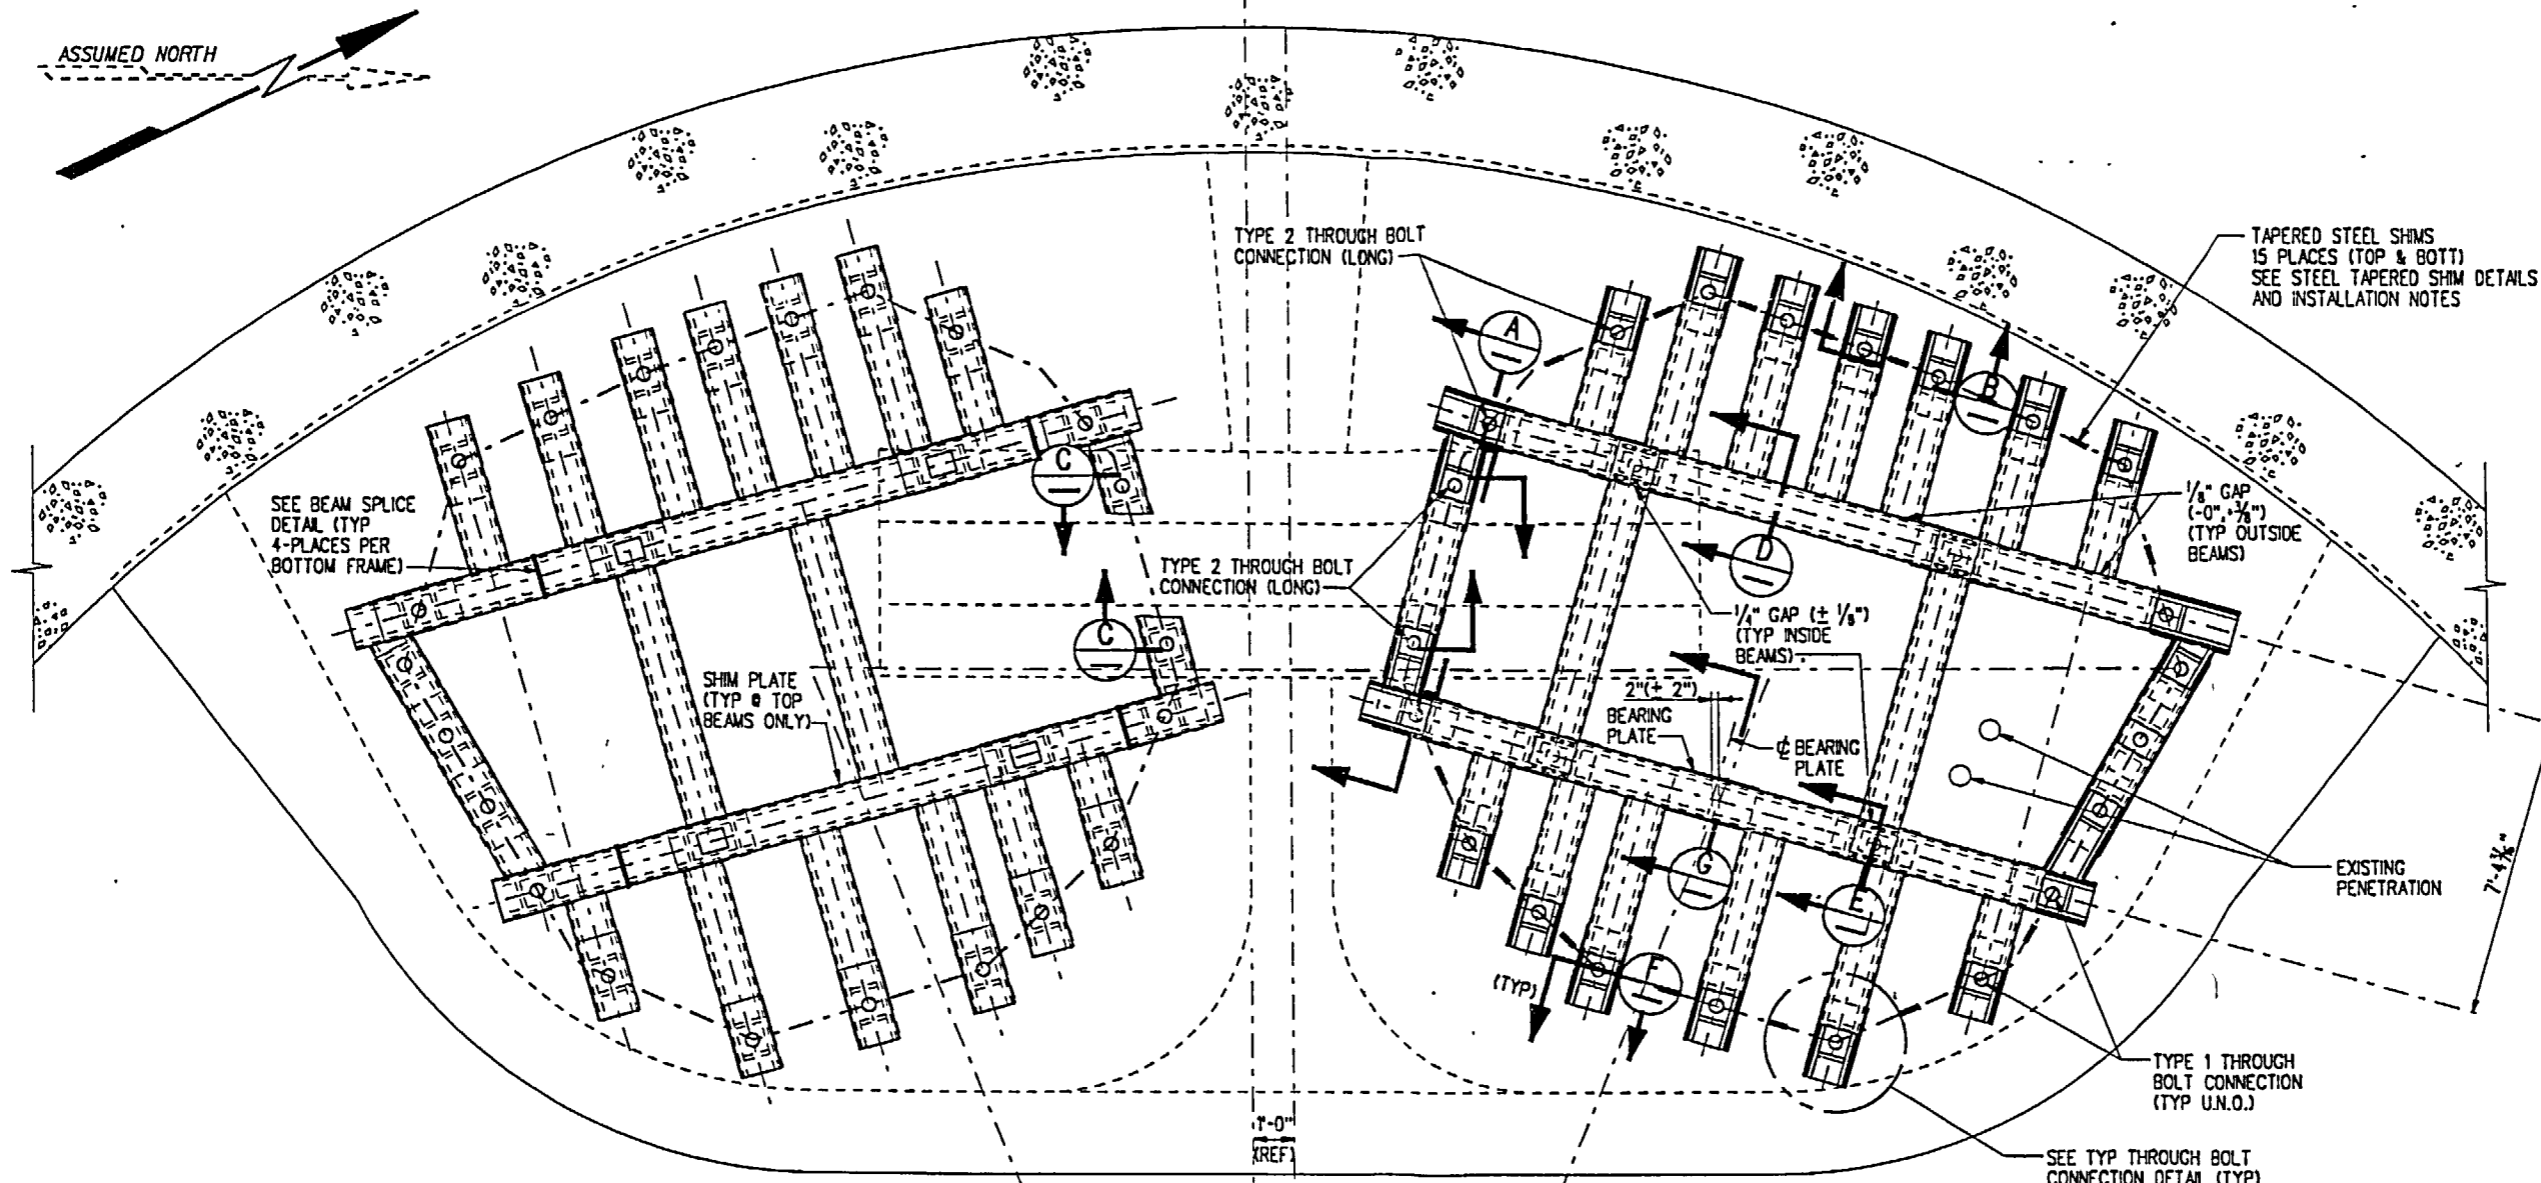 ASSUMED NORTH
TYPE 2 THROUGH BOLT
CONNECTION (LONG)
TAPERED STEEL SHIMS
15 PLACES (TOP & BOTT)
SEE STEEL TAPERED SHIM DETAILS
AND INSTALLATION NOTES
A
B
C
SEE BEAM SPLICE
DETAIL (TYP
4-PLACES PER
BOTTOM FRAME)
1/8" GAP
(-0", +3/8")
(TYP OUTSIDE
BEAMS)
D
TYPE 2 THROUGH BOLT
CONNECTION (LONG)
1/4" GAP (± 1/8")
(TYP INSIDE
BEAMS)
C
SHIM PLATE
(TYP @ TOP
BEAMS ONLY)
2"(± 2")
BEARING
PLATE
℄ BEARING
PLATE
G
E
EXISTING
PENETRATION
7'-4 3/16"
(TYP)
F
TYPE 1 THROUGH
BOLT CONNECTION
(TYP U.N.O.)
1'-0"
(REF)
SEE TYP THROUGH BOLT
CONNECTION DETAIL (TYP)